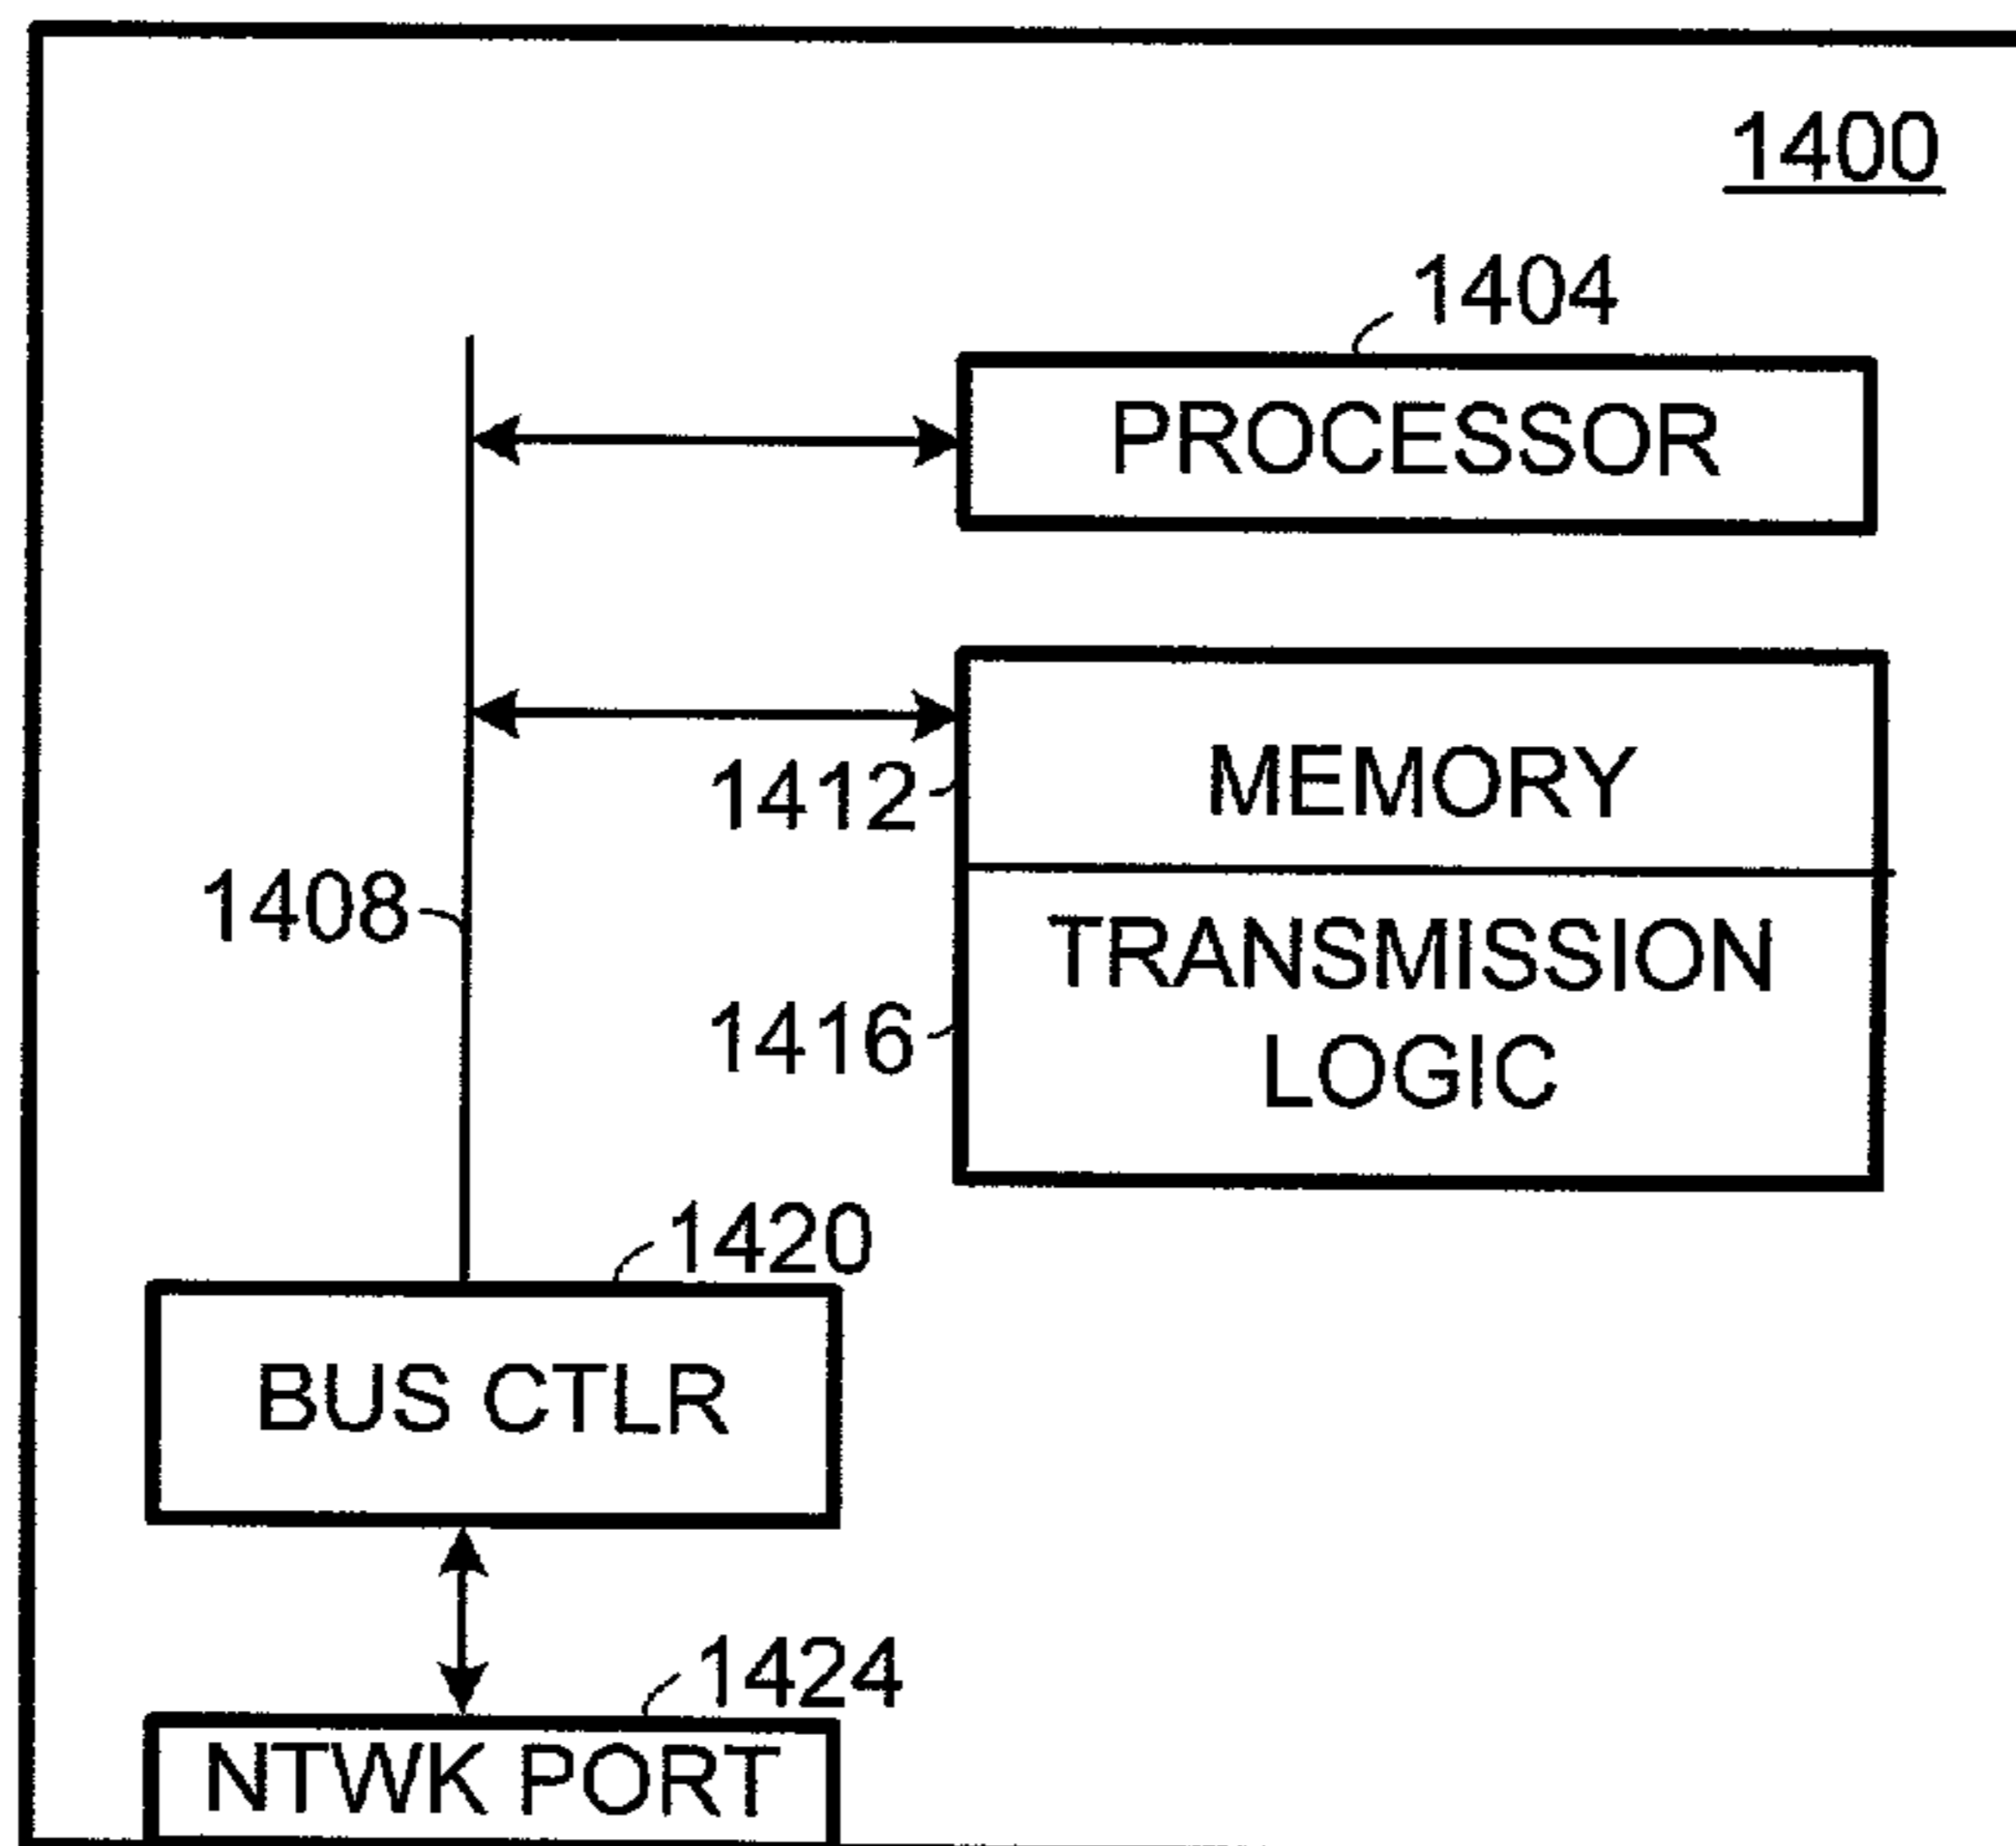 1400
1404
PROCESSOR
1412
MEMORY
1408
TRANSMISSION
1416
LOGIC
1420
BUS CTLR
1424
NTWK PORT